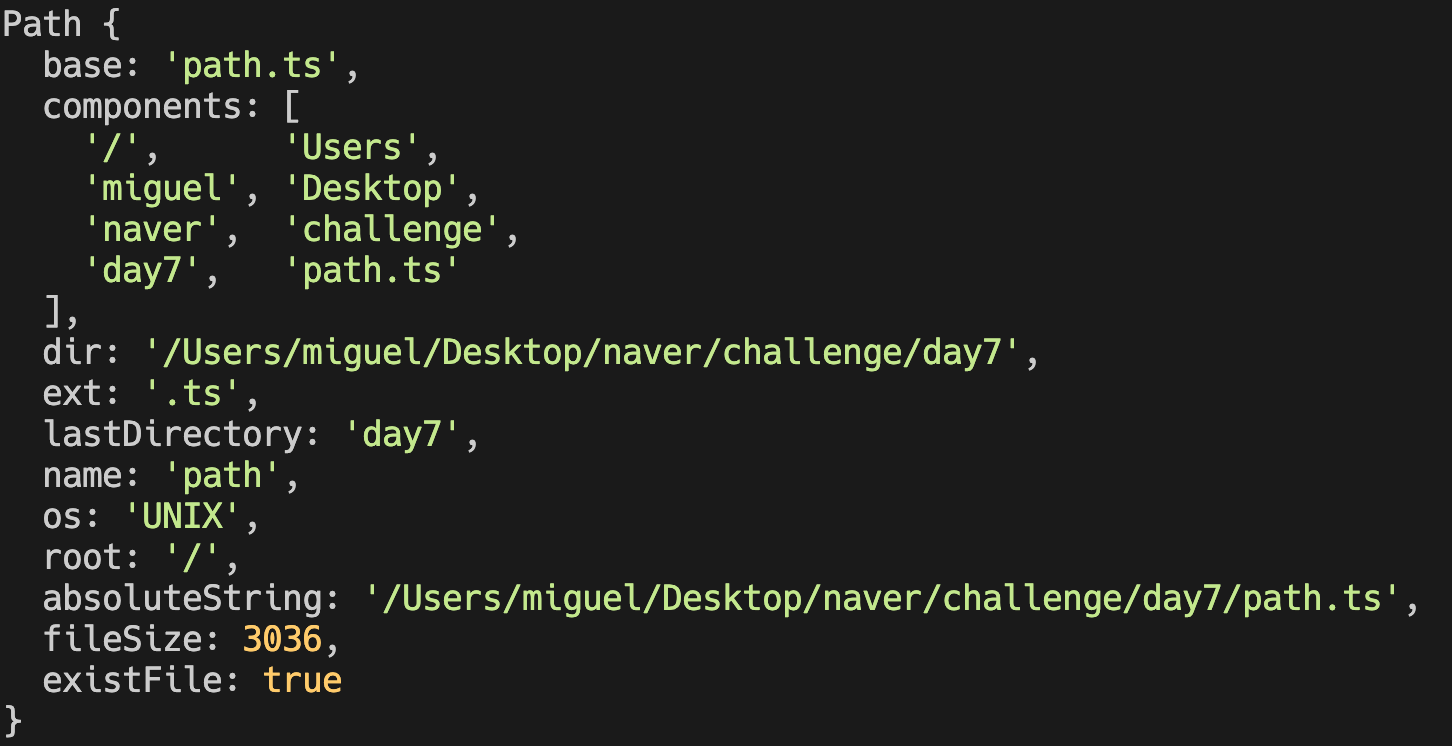 Path {
  base: 'path.ts',
  components: [
    '/',      'Users',
    'miguel', 'Desktop',
    'naver',  'challenge',
    'day7',   'path.ts'
  ],
  dir: '/Users/miguel/Desktop/naver/challenge/day7',
  ext: '.ts',
  lastDirectory: 'day7',
  name: 'path',
  os: 'UNIX',
  root: '/',
  absoluteString: '/Users/miguel/Desktop/naver/challenge/day7/path.ts',
  fileSize: 3036,
  existFile: true
}